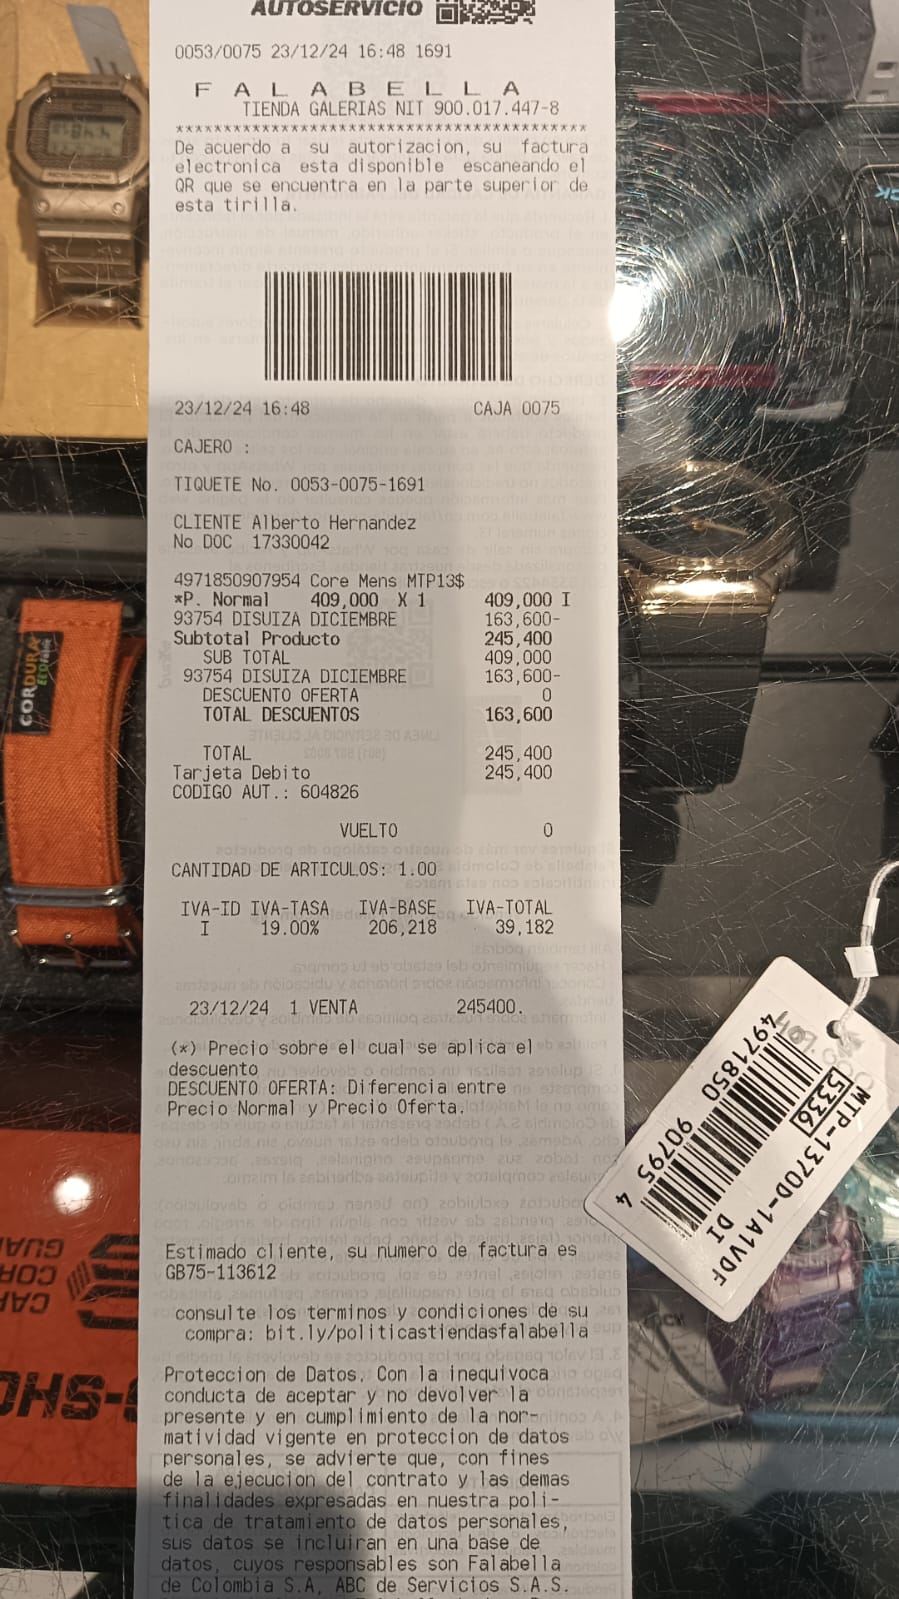 AUTOSERVICIO
0053/0075 23/12/24 16:48 1691
F A L A B E L L A
TIENDA GALERIAS NIT 900.017.447-8
******************************************
De acuerdo a su autorizacion, su factura
electronica esta disponible escaneando el
QR que se encuentra en la parte superior de
esta tirilla.
23/12/24 16:48 CAJA 0075
CAJERO :
TIQUETE No. 0053-0075-1691
CLIENTE Alberto Hernandez
No DOC 17330042
4971850907954 Core Mens MTP13$
*P. Normal 409,000 X 1 409,000 I
93754 DISUIZA DICIEMBRE 163,600-
Subtotal Producto 245,400
SUB TOTAL 409,000
93754 DISUIZA DICIEMBRE 163,600-
DESCUENTO OFERTA 0
TOTAL DESCUENTOS 163,600
TOTAL 245,400
Tarjeta Debito 245,400
CODIGO AUT.: 604826
VUELTO 0
CANTIDAD DE ARTICULOS: 1.00
IVA-ID IVA-TASA IVA-BASE IVA-TOTAL
I 19.00% 206,218 39,182
23/12/24 1 VENTA 245400.
(*) Precio sobre el cual se aplica el
descuento
DESCUENTO OFERTA: Diferencia entre
Precio Normal y Precio Oferta.
Estimado cliente, su numero de factura es
GB75-113612
consulte los terminos y condiciones de su
compra: bit.ly/politicastiendasfalabella
Proteccion de Datos. Con la inequivoca
conducta de aceptar y no devolver la
presente y en cumplimiento de la nor-
matividad vigente en proteccion de datos
personales, se advierte que, con fines
de la ejecucion del contrato y las demas
finalidades expresadas en nuestra poli-
tica de tratamiento de datos personales,
sus datos se incluiran en una base de
datos, cuyos responsables son Falabella
de Colombia S.A, ABC de Servicios S.A.S.
CORDURA
ECO
4971850 90795 4
5336
MTP-1370D-1A1VDF
DI